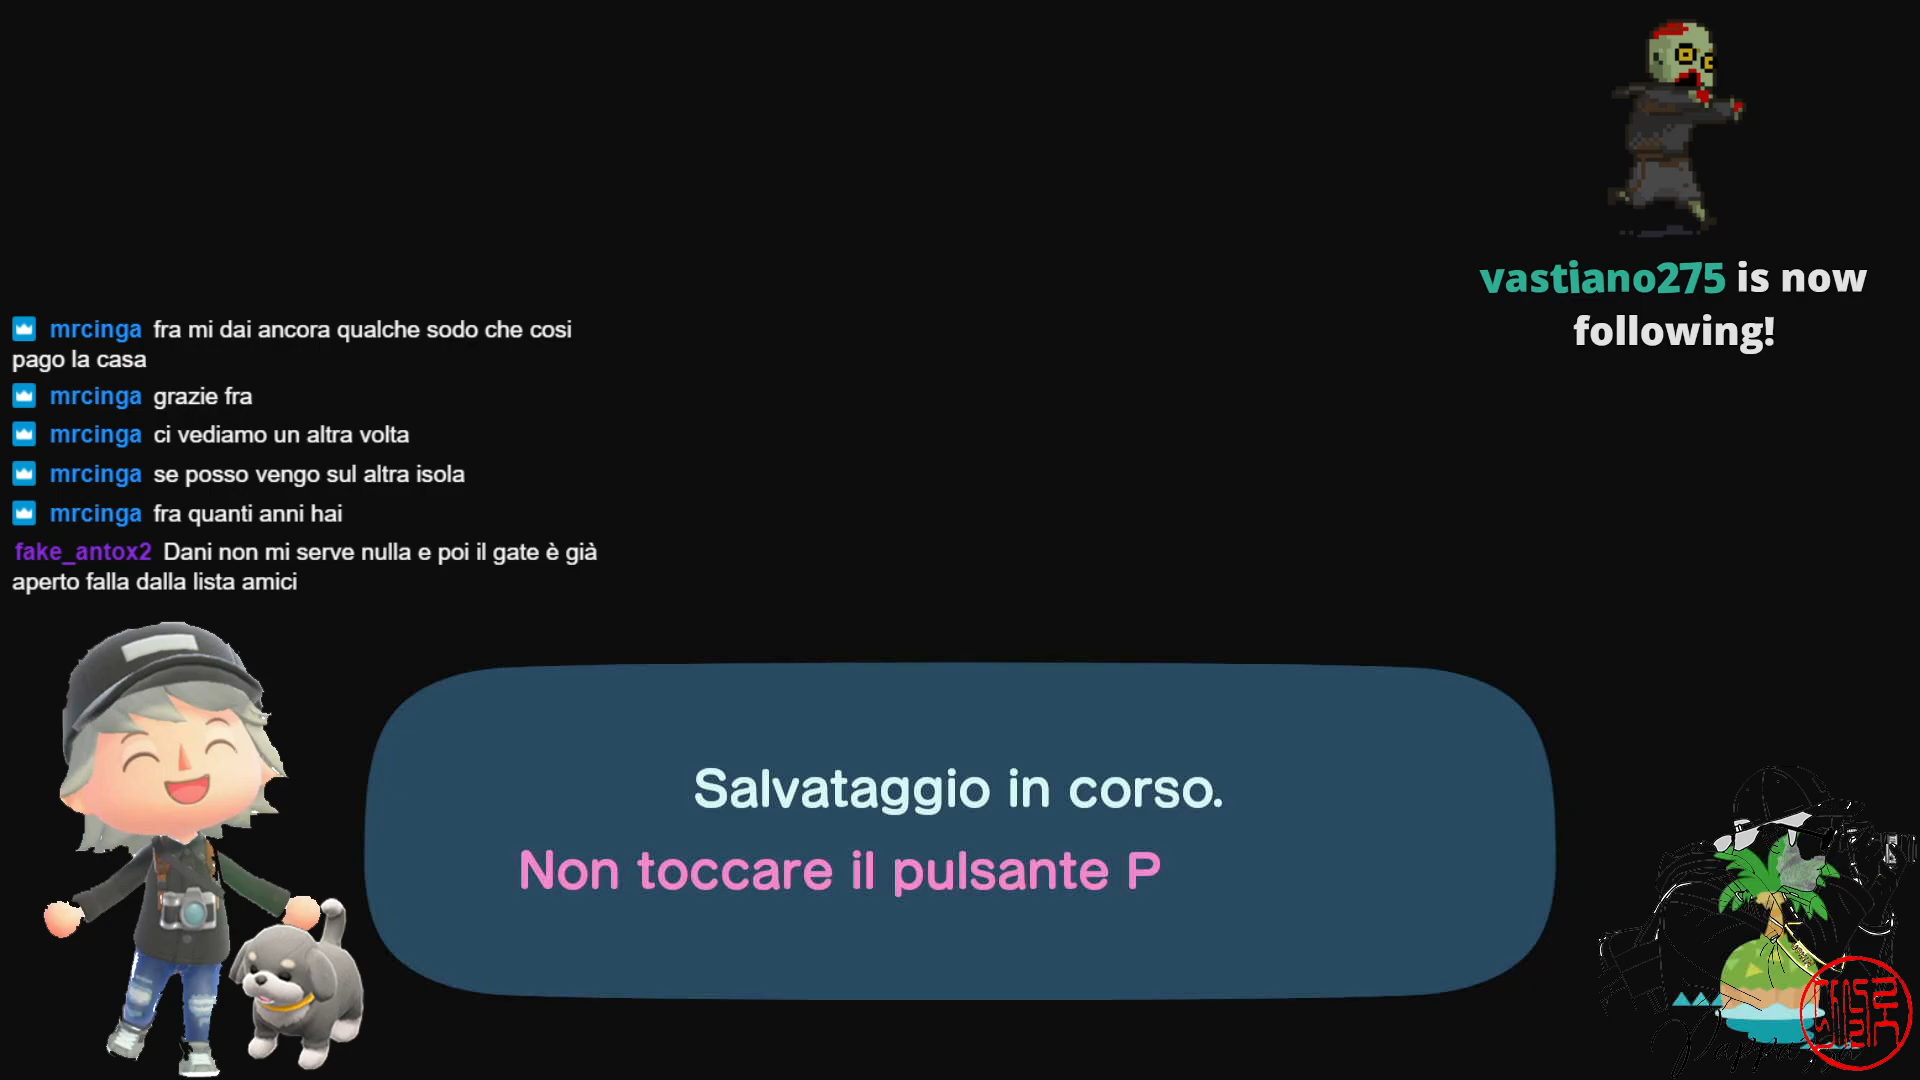 vastiano275 is now
following!
mrcinga fra mi dai ancora qualche sodo che cosi
pago la casa
mrcinga grazie fra
mrcinga ci vediamo un altra volta
mrcinga se posso vengo sul altra isola
mrcinga fra quanti anni hai
fake_antox2 Dani non mi serve nulla e poi il gate è già
aperto falla dalla lista amici
Salvataggio in corso.
Non toccare il pulsante P